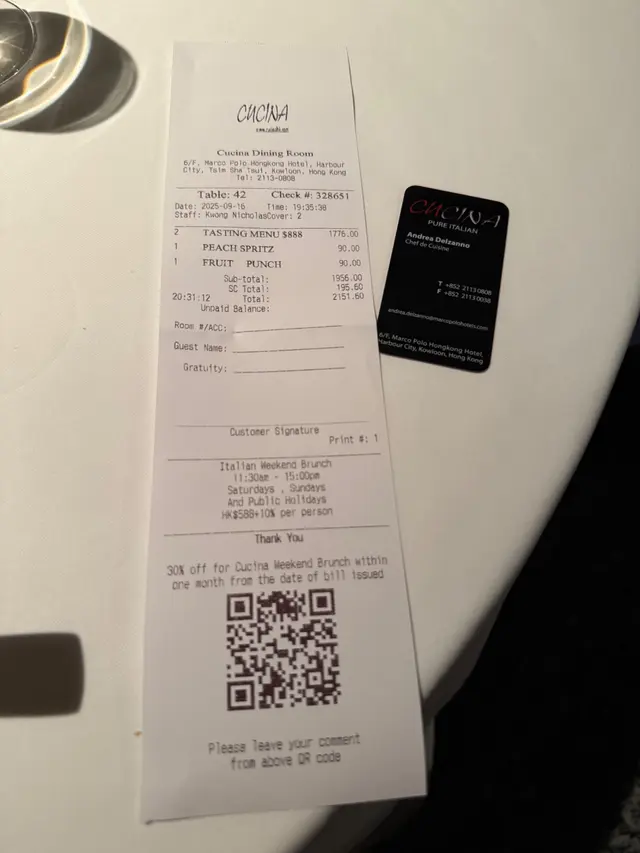 CUCINA
Cucina Dining Room
6/F, Marco Polo Hongkong Hotel, Harbour
City, Tsim Sha Tsui, Kowloon, Hong Kong
Tel: 2113-0808
Table: 42 Check #: 328651
Date: 2025-09-16 Time: 19:35:38
Staff: Kwong NicholasCover: 2
2 TASTING MENU $888 1776.00
1 PEACH SPRITZ 90.00
1 FRUIT PUNCH 90.00
Sub-total: 1956.00
SC Total: 195.60
20:31:12 Total: 2151.60
Unpaid Balance:
Rope #/ACC:
Guest Name:
Gratuity:
Customer Signature
Print #: 1
Italian Weekend Brunch
11:30am - 15:00pm
Saturdays , Sundays
And Public Holidays
HK$588+10% per person
Thank You
30% off for Cucina Weekend Brunch within
one month from the date of bill issued
Please leave your comment
from above QR code
CUCINA
PURE ITALIAN
Andrea Delzanno
Chef de Cuisine
T +852 2113 0808
F +852 2113 0038
andrea.delzanno@marcopolohotels.com
6/F, Marco Polo Hongkong Hotel,
Harbour City, Kowloon, Hong Kong